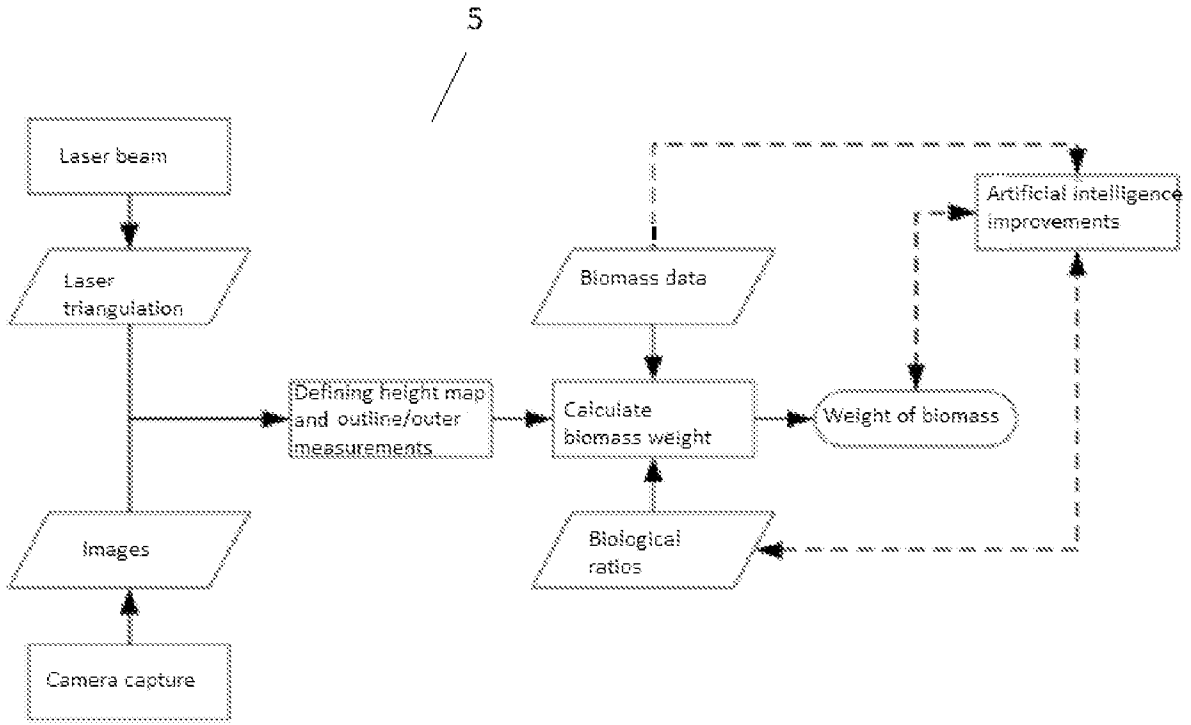 5
Laser beam
Laser
triangulation
Images
Camera capture
Defining height map
and outline/outer
measurements
Biomass data
Calculate
biomass weight
Biological
ratios
Weight of biomass
Artificial intelligence
improvements